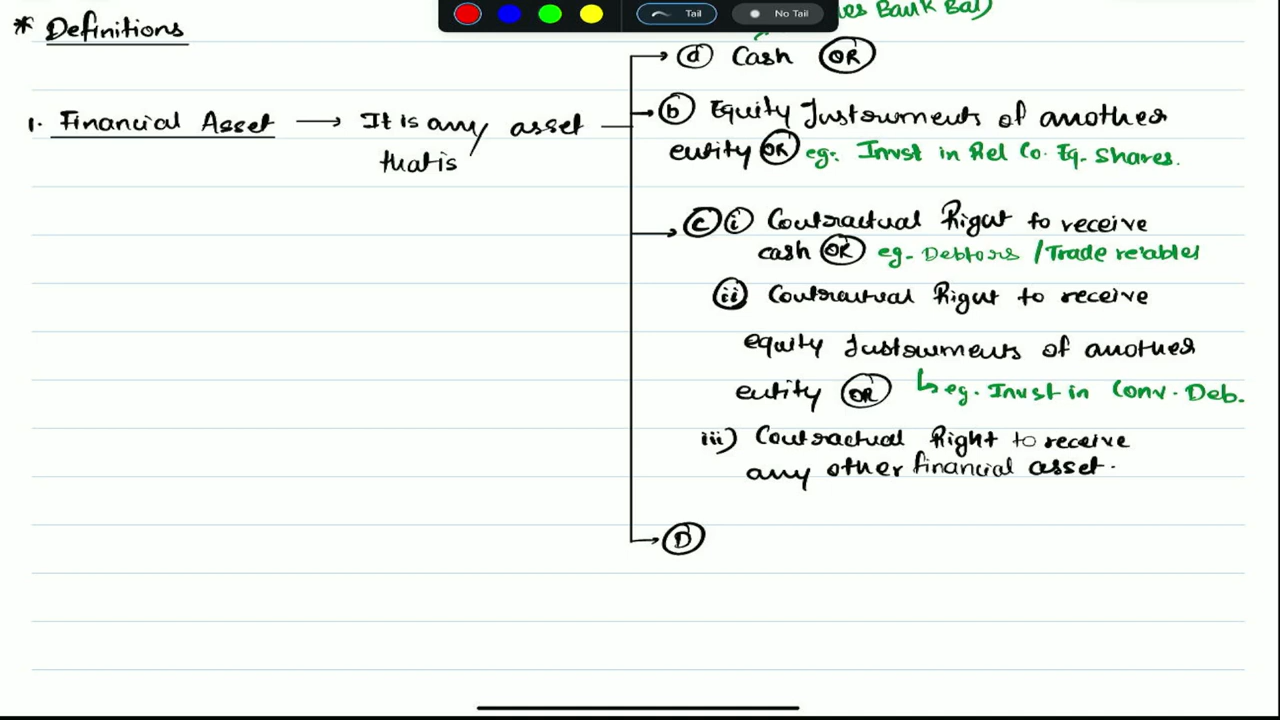 * Definitions
Tail
No Tail
es Bank Bal)
(a) Cash (OR)
1. Financial Asset → It is any asset that is
(b) Equity Instruments of another
entity (OR) eg: Invst in Rel Co. Eq. Shares.
(c) (i) Contractual Right to receive
cash (OR) eg. Debtors / Trade re'ables
(ii) Contractual Right to receive
equity Instruments of another
entity (OR) ↳ eg. Invst in Conv. Deb.
iii) Contractual Right to receive
any other financial asset.
(D)